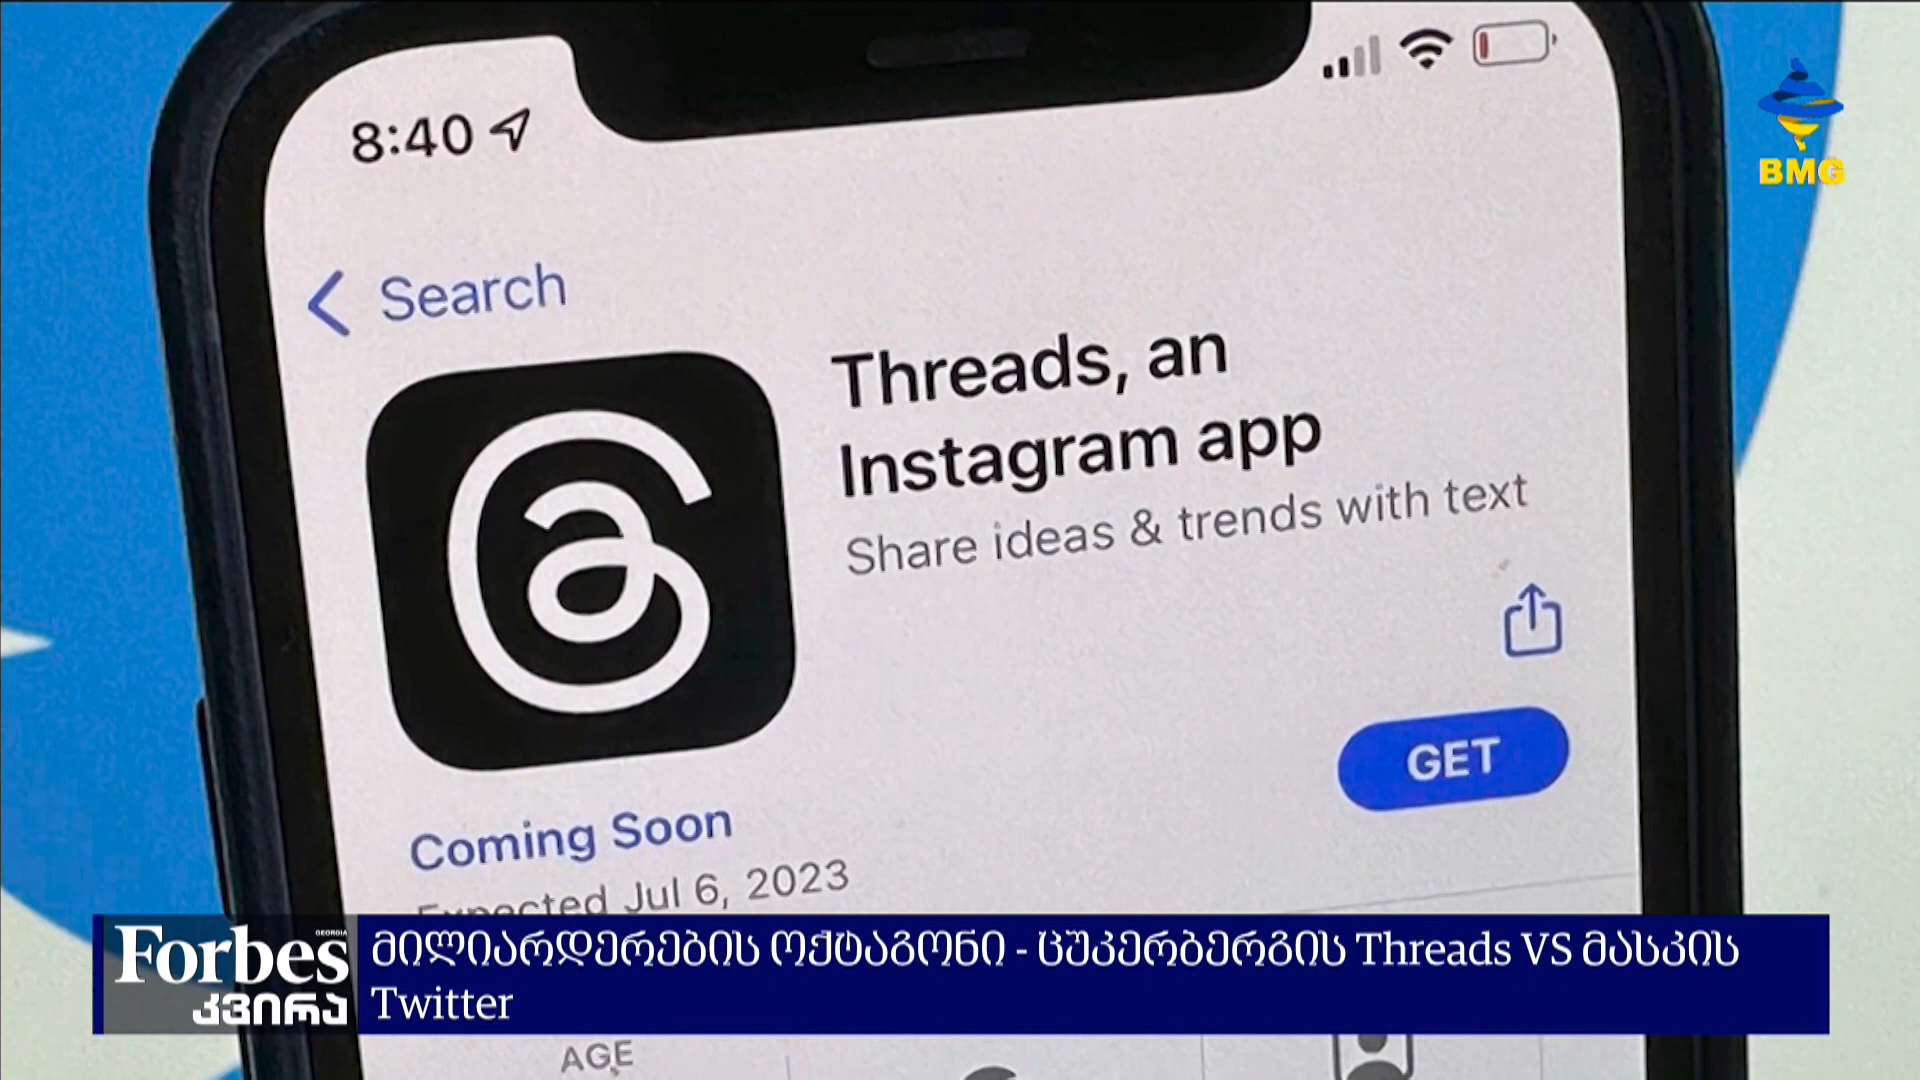 8:40
BMG
Search
Threads, an
Instagram app
Share ideas & trends with text
GET
Coming Soon
Expected Jul 6, 2023
Forbes
GEORGIA
კვირა
მილიარდერების ოქტაგონი - ცუკერბერგის Threads VS მასკის
Twitter
AGE